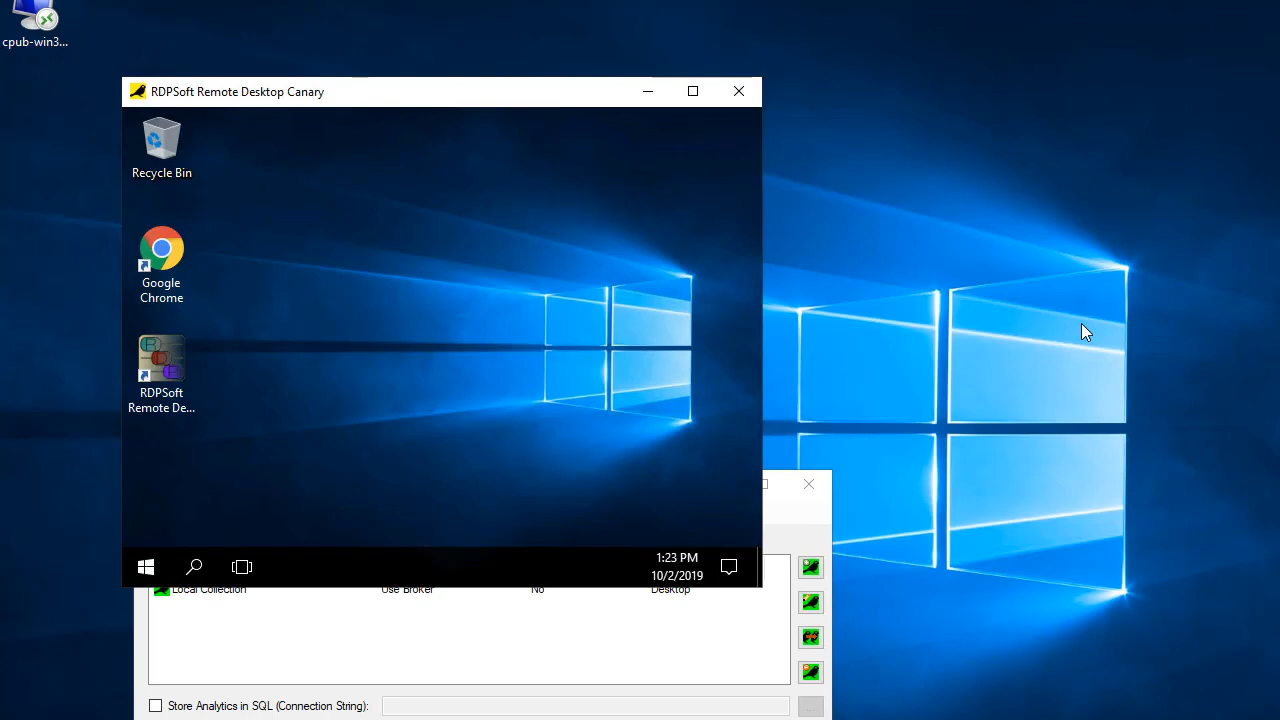 cpub-win3...
RDPSoft Remote Desktop Canary
Recycle Bin
Google
Chrome
RDPSoft
Remote De...
1:23 PM
10/2/2019
Local Collection Use Broker No Desktop
Store Analytics in SQL (Connection String):
...